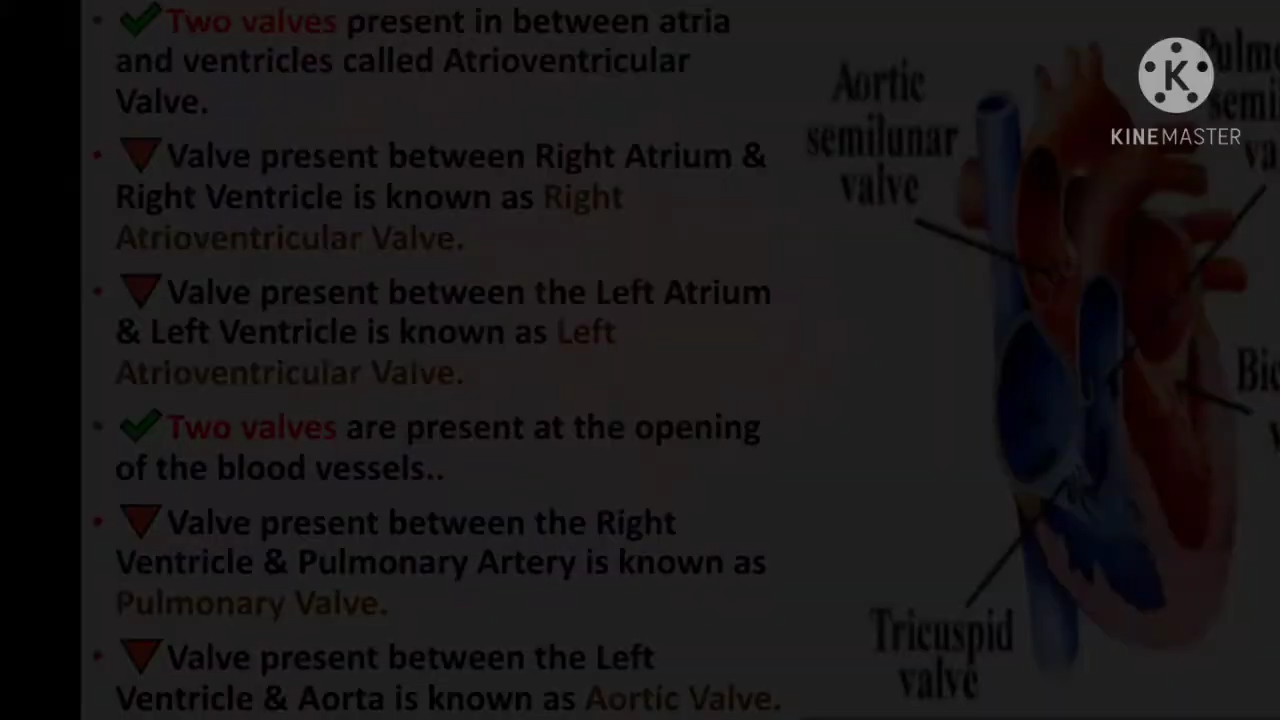 ✔Two valves present in between atria
and ventricles called Atrioventricular
Valve.
🔻Valve present between Right Atrium &
Right Ventricle is known as Right
Atrioventricular Valve.
🔻Valve present between the Left Atrium
& Left Ventricle is known as Left
Atrioventricular Valve.
✔Two valves are present at the opening
of the blood vessels..
🔻Valve present between the Right
Ventricle & Pulmonary Artery is known as
Pulmonary Valve.
🔻Valve present between the Left
Ventricle & Aorta is known as Aortic Valve.
Aortic
semilunar
valve
Tricuspid
valve
K
KINEMASTER